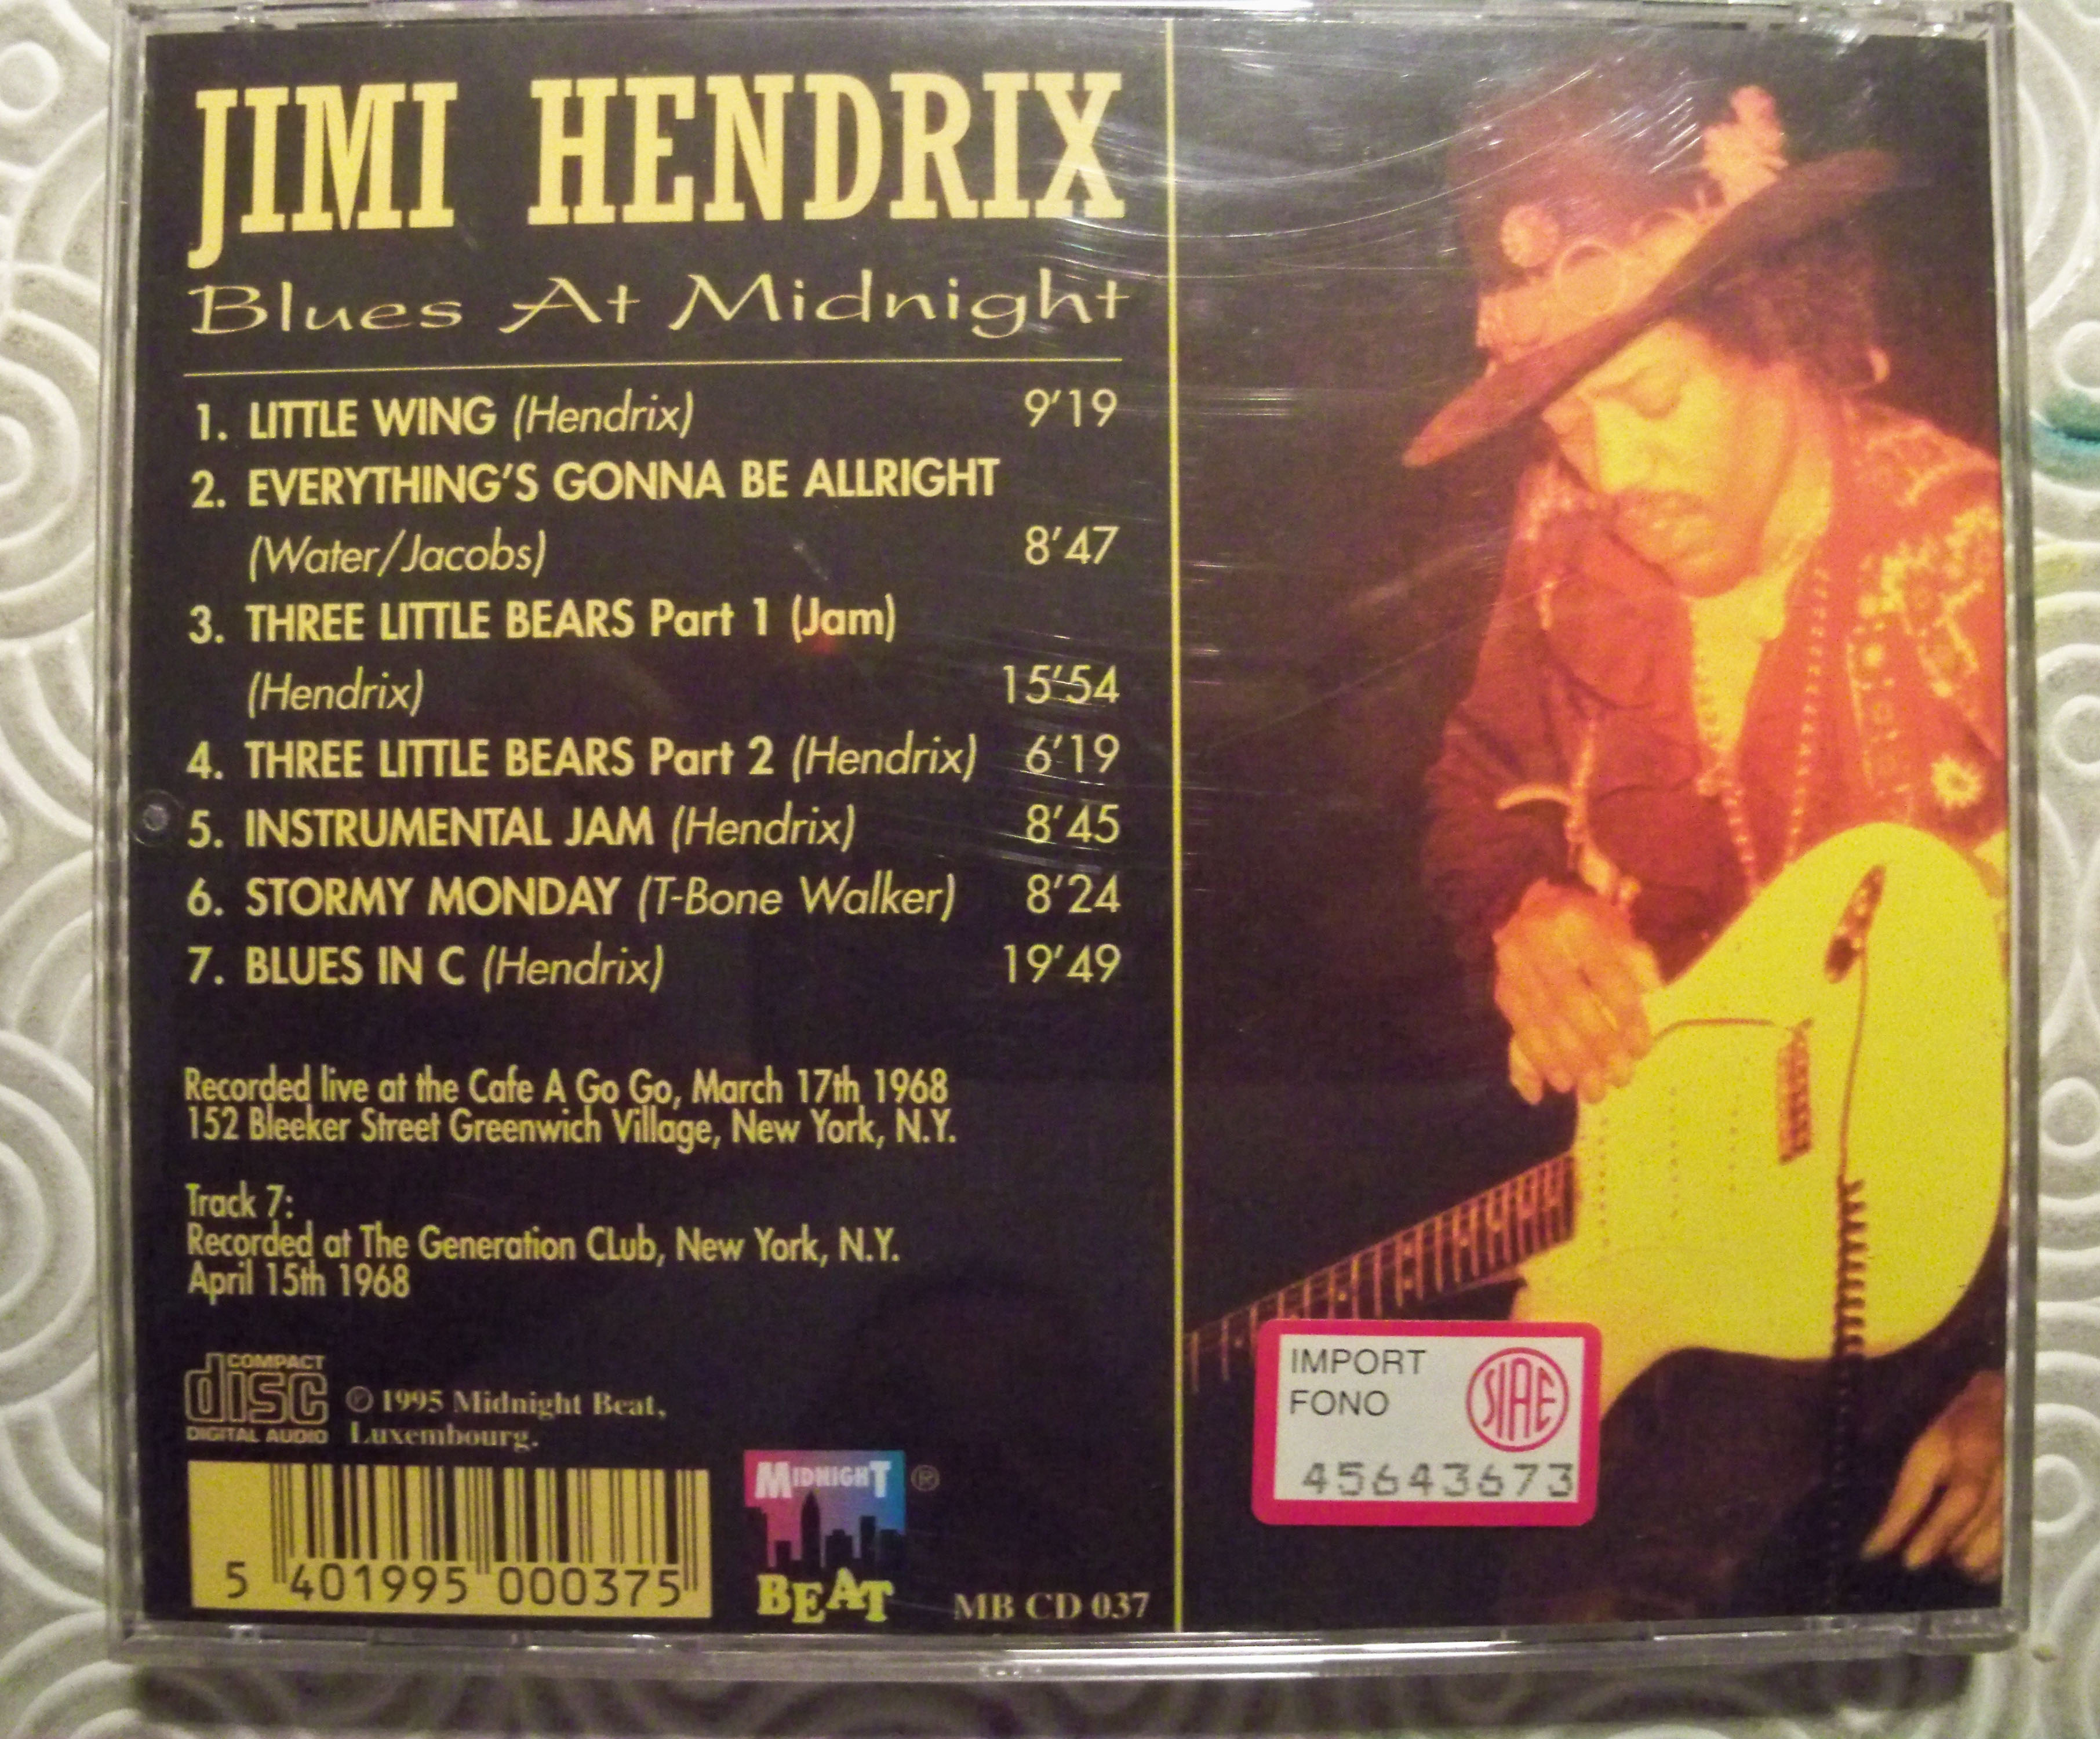 JIMI HENDRIX
Blues At Midnight
1. LITTLE WING (Hendrix) 9'19
2. EVERYTHING'S GONNA BE ALLRIGHT
(Water/Jacobs) 8'47
3. THREE LITTLE BEARS Part 1 (Jam)
(Hendrix) 15'54
4. THREE LITTLE BEARS Part 2 (Hendrix) 6'19
5. INSTRUMENTAL JAM (Hendrix) 8'45
6. STORMY MONDAY (T-Bone Walker) 8'24
7. BLUES IN C (Hendrix) 19'49
Recorded live at the Cafe A Go Go, March 17th 1968
152 Bleeker Street Greenwich Village, New York, N.Y.
Track 7:
Recorded at The Generation CLub, New York, N.Y.
April 15th 1968
COMPACT
disc
DIGITAL AUDIO
℗ 1995 Midnight Beat,
Luxembourg.
5 401995 000375
MIDNIGHT ®
BEAT
MB CD 037
IMPORT
FONO
SIAE
45643673